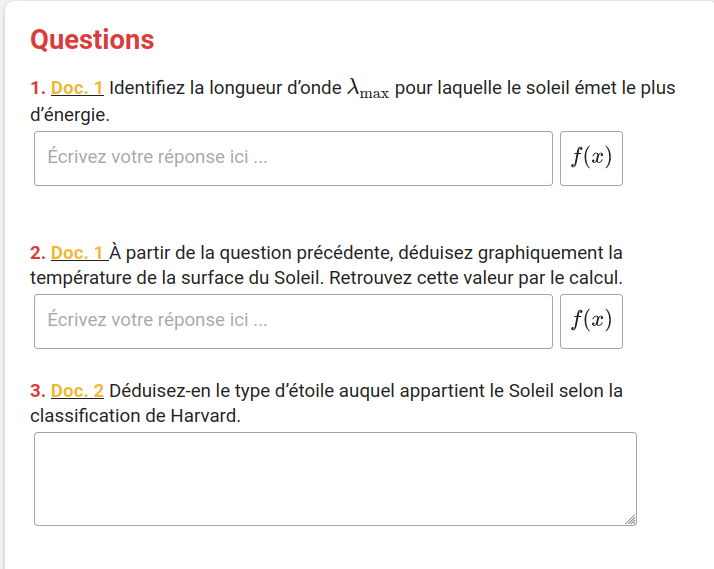 Questions
1. Doc. 1 Identifiez la longueur d'onde λmax pour laquelle le soleil émet le plus
d'énergie.
Écrivez votre réponse ici ...
f(x)
2. Doc. 1 À partir de la question précédente, déduisez graphiquement la
température de la surface du Soleil. Retrouvez cette valeur par le calcul.
Écrivez votre réponse ici ...
f(x)
3. Doc. 2 Déduisez-en le type d'étoile auquel appartient le Soleil selon la
classification de Harvard.